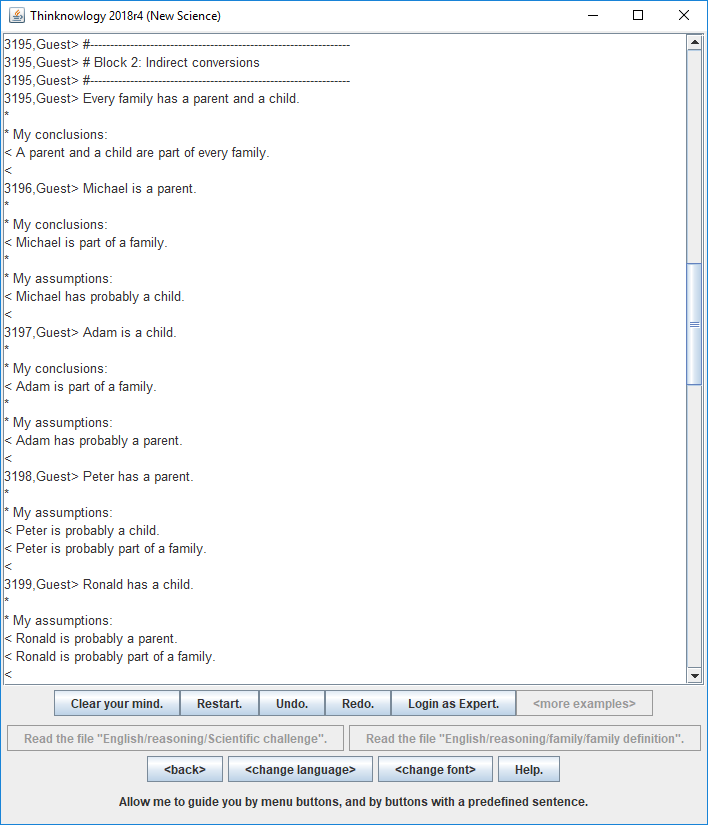 Thinknowlogy 2018r4 (New Science)
3195,Guest> #-----------------------------------------------------------------
3195,Guest> # Block 2: Indirect conversions
3195,Guest> #-----------------------------------------------------------------
3195,Guest> Every family has a parent and a child.
*
* My conclusions:
< A parent and a child are part of every family.
<
3196,Guest> Michael is a parent.
*
* My conclusions:
< Michael is part of a family.
*
* My assumptions:
< Michael has probably a child.
<
3197,Guest> Adam is a child.
*
* My conclusions:
< Adam is part of a family.
*
* My assumptions:
< Adam has probably a parent.
<
3198,Guest> Peter has a parent.
*
* My assumptions:
< Peter is probably a child.
< Peter is probably part of a family.
<
3199,Guest> Ronald has a child.
*
* My assumptions:
< Ronald is probably a parent.
< Ronald is probably part of a family.
<
Clear your mind. Restart. Undo. Redo. Login as Expert. <more examples>
Read the file "English/reasoning/Scientific challenge". Read the file "English/reasoning/family/family definition".
<back> <change language> <change font> Help.
Allow me to guide you by menu buttons, and by buttons with a predefined sentence.